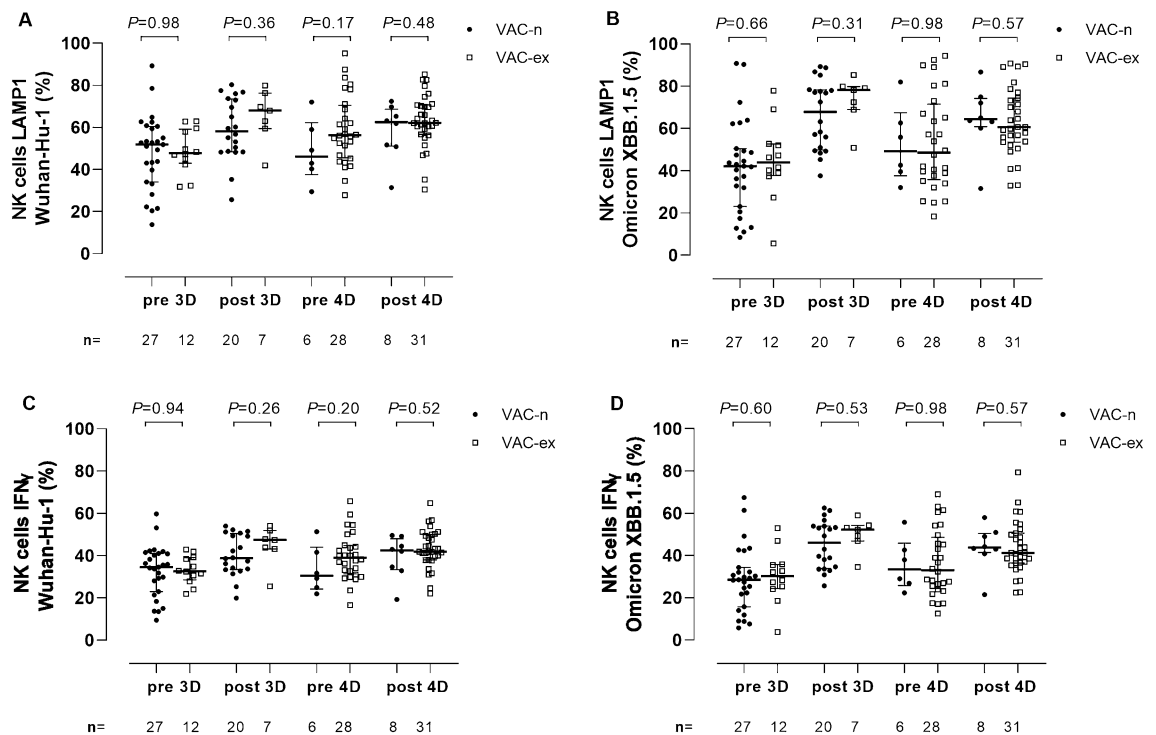 A
P=0.98 P=0.36 P=0.17 P=0.48
VAC-n
VAC-ex
NK cells LAMP1
Wuhan-Hu-1 (%)
100
80
60
40
20
0
pre 3D post 3D pre 4D post 4D
n= 27 12 20 7 6 28 8 31
B
P=0.66 P=0.31 P=0.98 P=0.57
VAC-n
VAC-ex
NK cells LAMP1
Omicron XBB.1.5 (%)
100
80
60
40
20
0
pre 3D post 3D pre 4D post 4D
n= 27 12 20 7 6 28 8 31
C
P=0.94 P=0.26 P=0.20 P=0.52
VAC-n
VAC-ex
NK cells IFNγ
Wuhan-Hu-1 (%)
100
80
60
40
20
0
pre 3D post 3D pre 4D post 4D
n= 27 12 20 7 6 28 8 31
D
P=0.60 P=0.53 P=0.98 P=0.57
VAC-n
VAC-ex
NK cells IFNγ
Omicron XBB.1.5 (%)
100
80
60
40
20
0
pre 3D post 3D pre 4D post 4D
n= 27 12 20 7 6 28 8 31